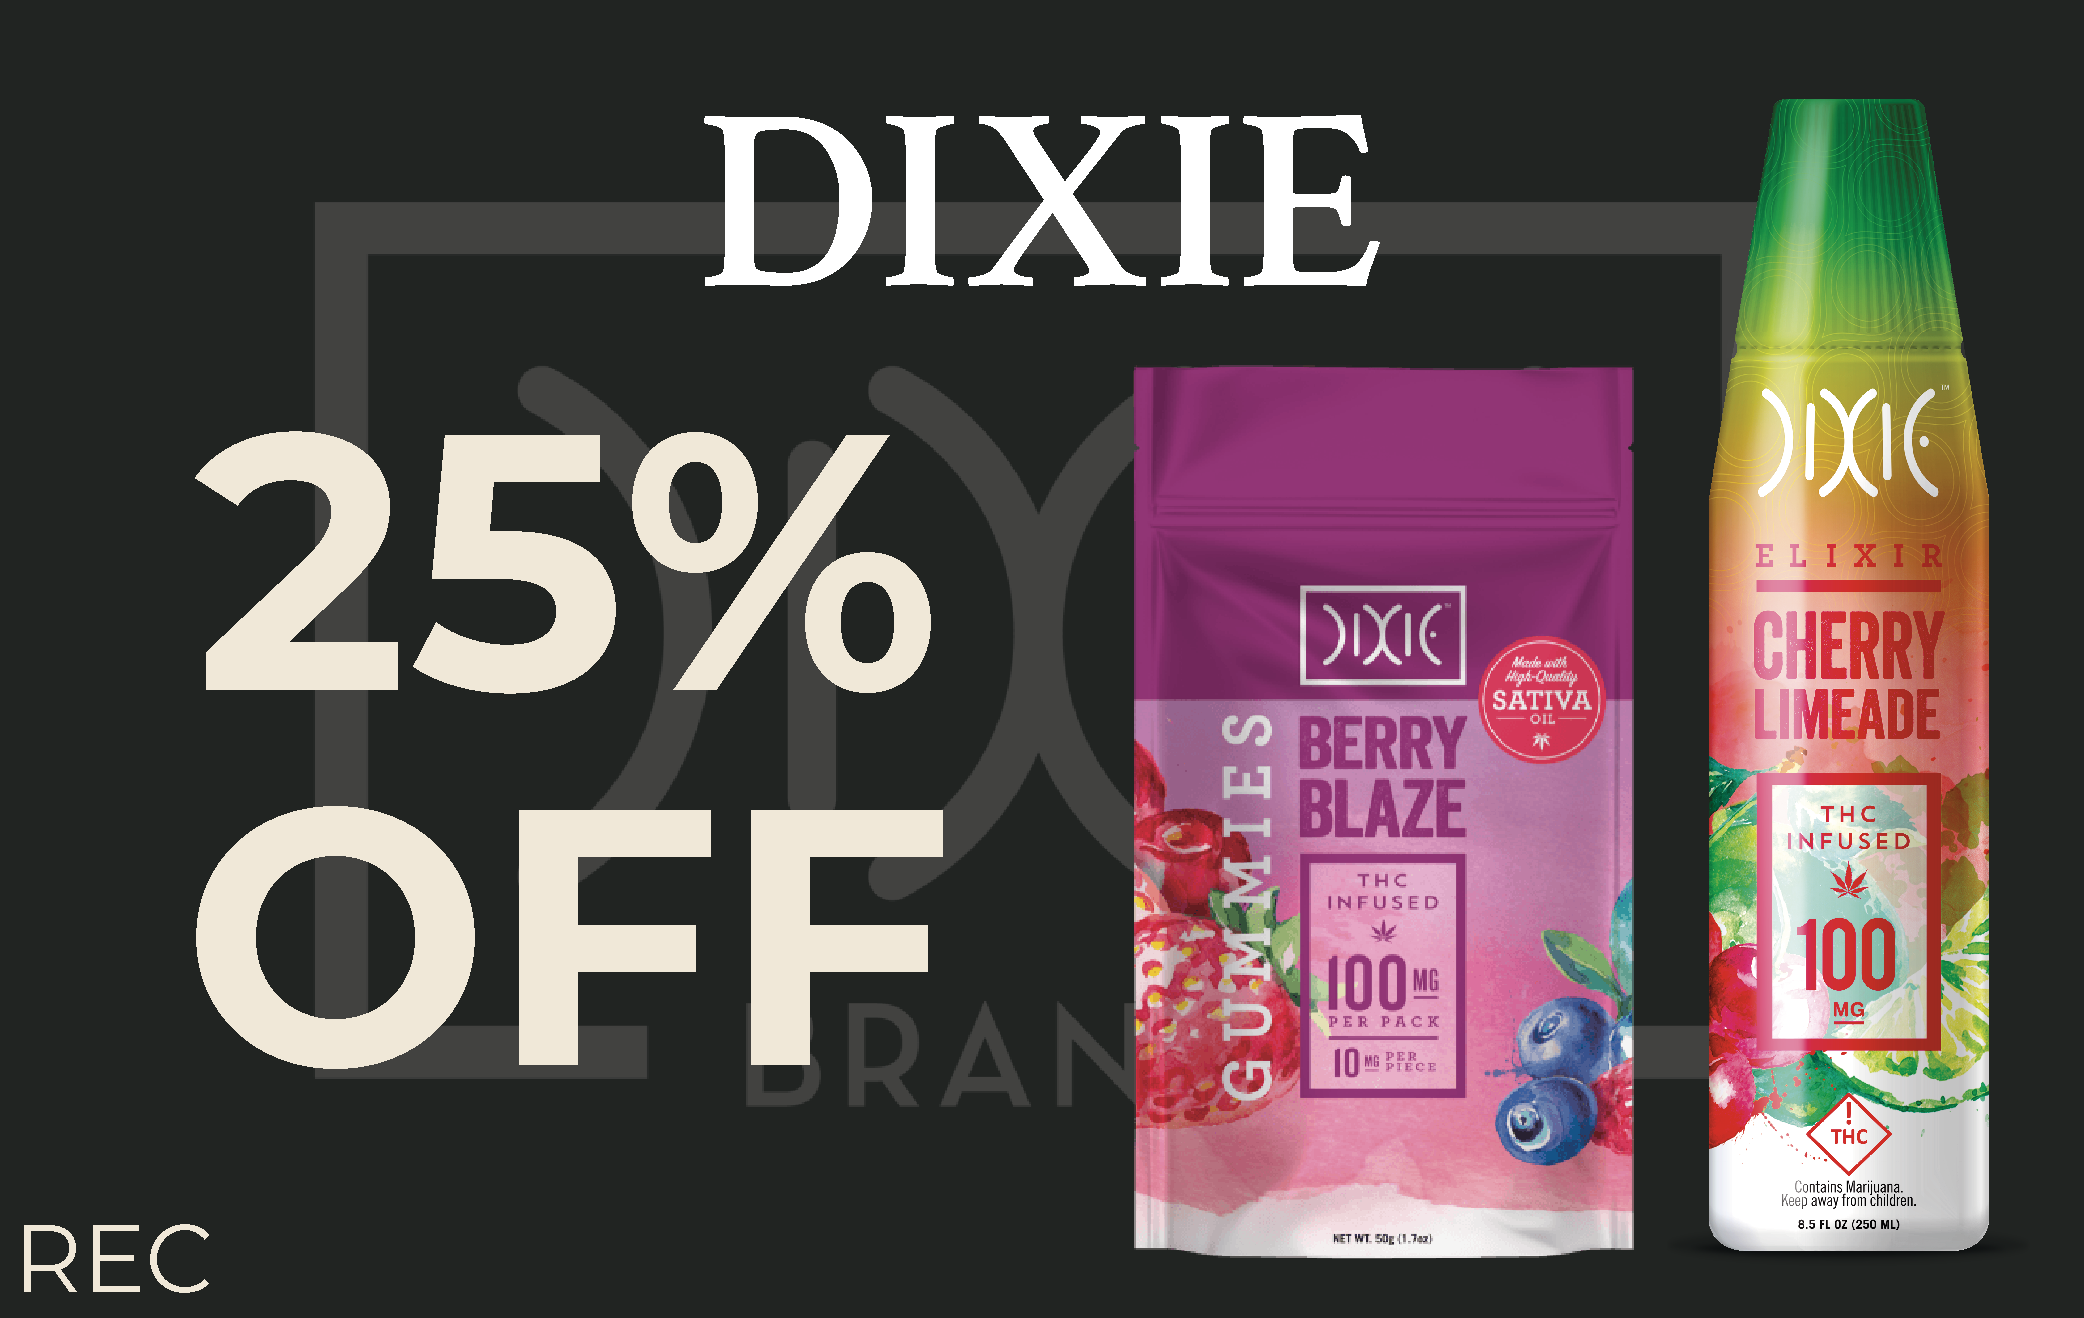 DIXIE
25%
OFF
REC
BRAN
DIXIE™
GUMMIES
BERRY
BLAZE
Made with
High-Quality
SATIVA
OIL
THC
INFUSED
100 MG
PER PACK
10 MG PER
PIECE
NET WT. 50g (1.7oz)
DIXIE™
ELIXIR
CHERRY
LIMEADE
THC
INFUSED
100
MG
!
THC
Contains Marijuana.
Keep away from children.
8.5 FL OZ (250 ML)